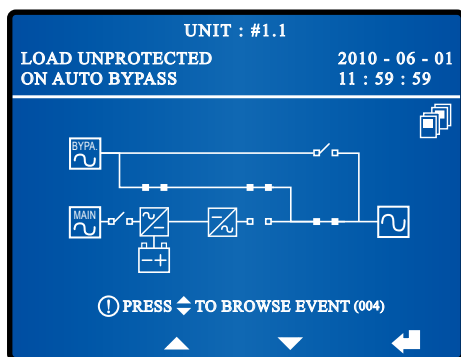 UNIT : #1.1
LOAD UNPROTECTED
2010 - 06 - 01
ON AUTO BYPASS
11 : 59 : 59
BYPA.
MAIN
! PRESS TO BROWSE EVENT (004)